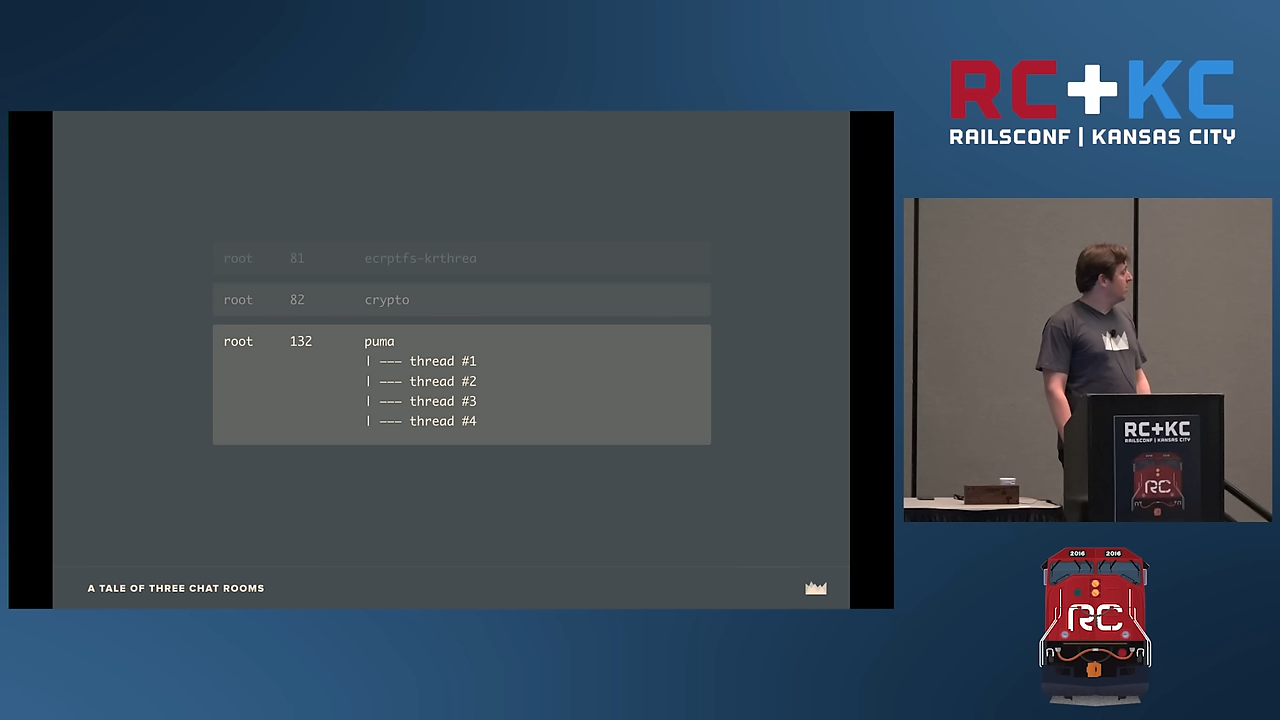 RC+KC
RAILSCONF | KANSAS CITY
root 81 ecrptfs-krthrea
root 82 crypto
root 132 puma
| --- thread #1
| --- thread #2
| --- thread #3
| --- thread #4
A TALE OF THREE CHAT ROOMS
RC+KC
RAILSCONF | KANSAS CITY
RC
2016 2016
RC